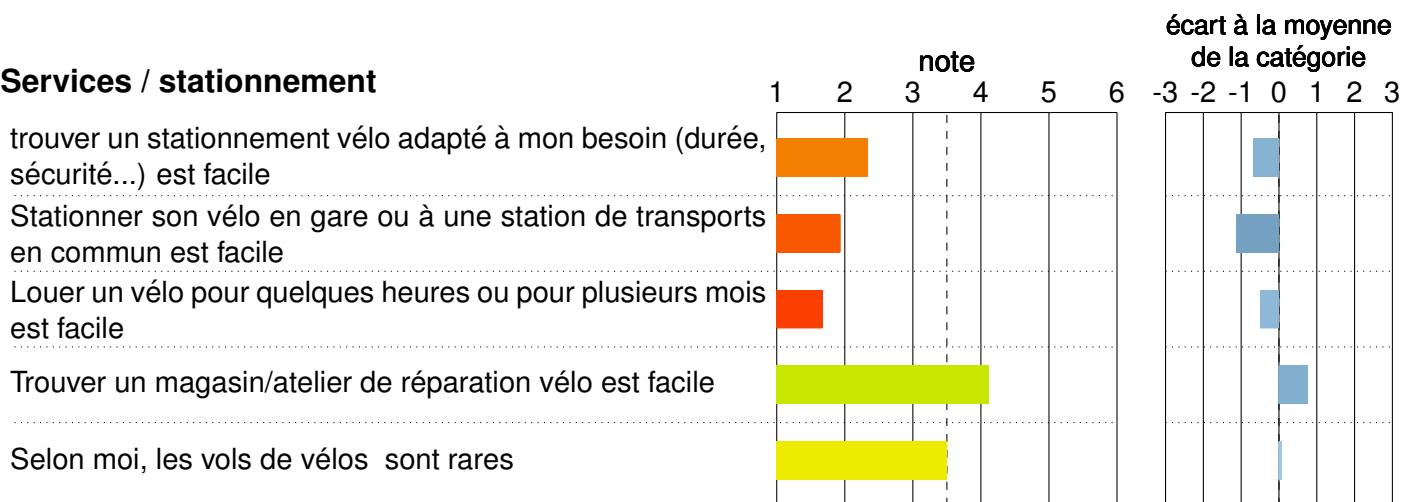 écart à la moyenne
de la catégorie
note
Services / stationnement
1 2 3 4 5 6
-3 -2 -1 0 1 2 3
trouver un stationnement vélo adapté à mon besoin (durée,
sécurité...) est facile
Stationner son vélo en gare ou à une station de transports
en commun est facile
Louer un vélo pour quelques heures ou pour plusieurs mois
est facile
Trouver un magasin/atelier de réparation vélo est facile
Selon moi, les vols de vélos  sont rares